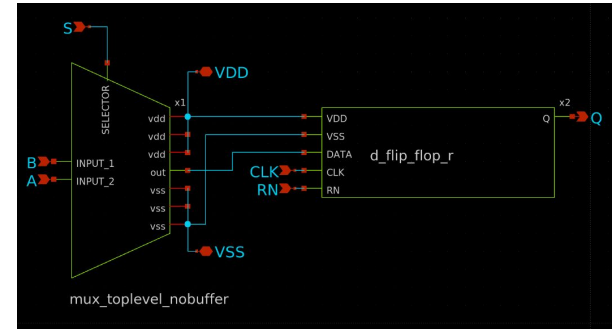 S
VDD
SELECTOR
x1
x2
vdd
VDD
Q
Q
vdd
VSS
vdd
DATA
d_flip_flop_r
B
INPUT_1
out
CLK
CLK
A
INPUT_2
vss
RN
RN
vss
vss
VSS
mux_toplevel_nobuffer